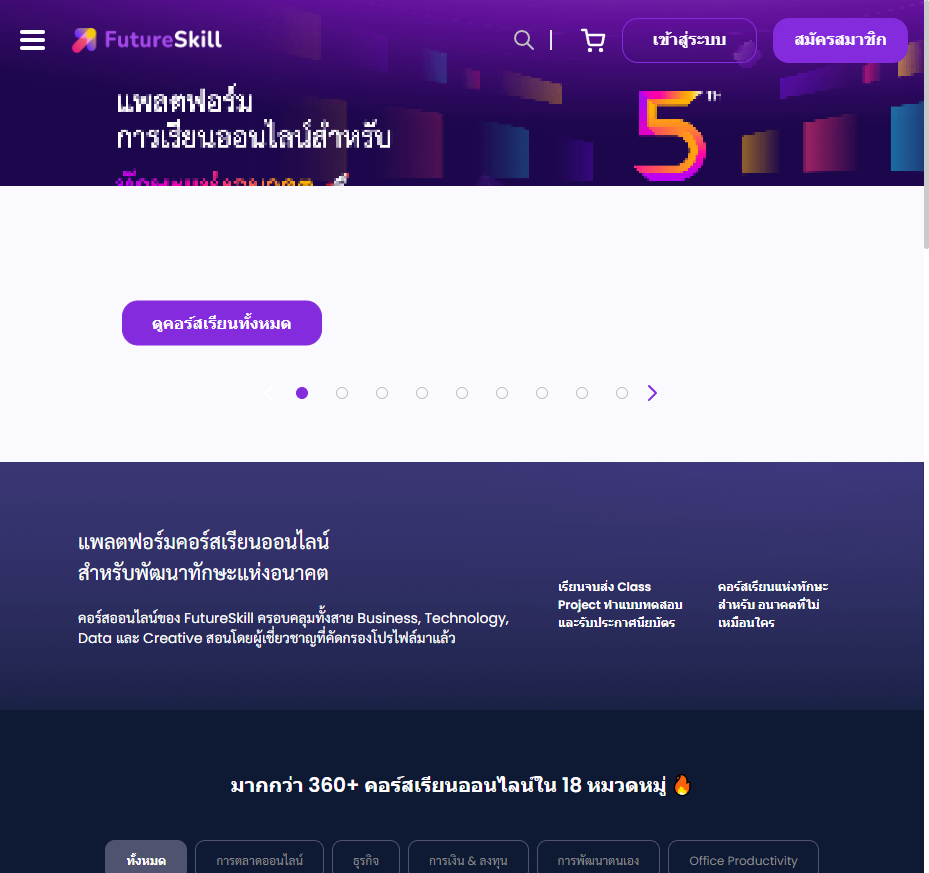 FutureSkill
เข้าสู่ระบบ
สมัครสมาชิก
แพลตฟอร์ม
การเรียนออนไลน์สำหรับ
5TH
ดูคอร์สเรียนทั้งหมด
แพลตฟอร์มคอร์สเรียนออนไลน์
สำหรับพัฒนาทักษะแห่งอนาคต
คอร์สออนไลน์ของ FutureSkill ครอบคลุมทั้งสาย Business, Technology,
Data และ Creative สอนโดยผู้เชี่ยวชาญที่คัดกรองโปรไฟล์มาแล้ว
เรียนจบส่ง Class
Project ทำแบบทดสอบ
และรับประกาศนียบัตร
คอร์สเรียนแห่งทักษะ
สำหรับ อนาคตที่ไม่
เหมือนใคร
มากกว่า 360+ คอร์สเรียนออนไลน์ใน 18 หมวดหมู่ 🔥
ทั้งหมด
การตลาดออนไลน์
ธุรกิจ
การเงิน & ลงทุน
การพัฒนาตนเอง
Office Productivity